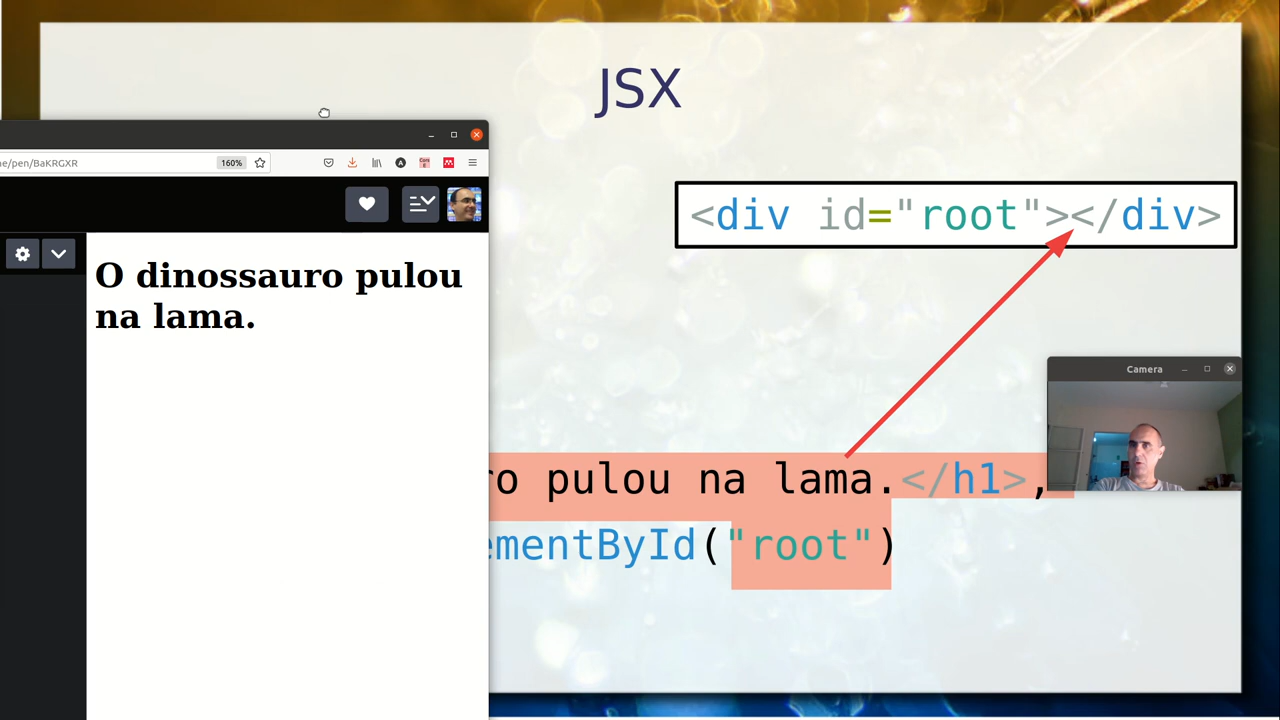 JSX
e/pen/BaKRGXR
160%
<div id="root"></div>
O dinossauro pulou
na lama.
Camera
ro pulou na lama.</h1>,
ementById("root")